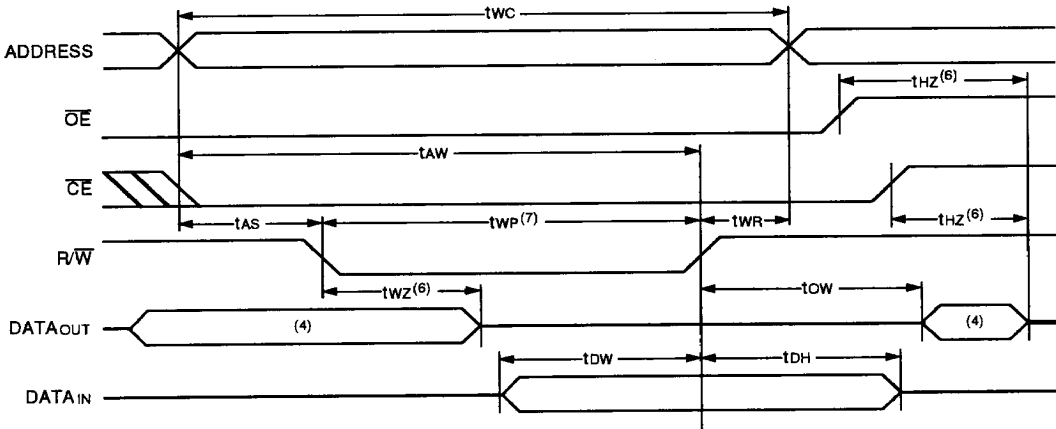 tWC
ADDRESS
tHZ(6)
OE
tAW
CE
tAS tWP(7) tWR tHZ(6)
R/W
tWZ(6) tOW
DATAOUT (4) (4)
tDW tDH
DATAIN